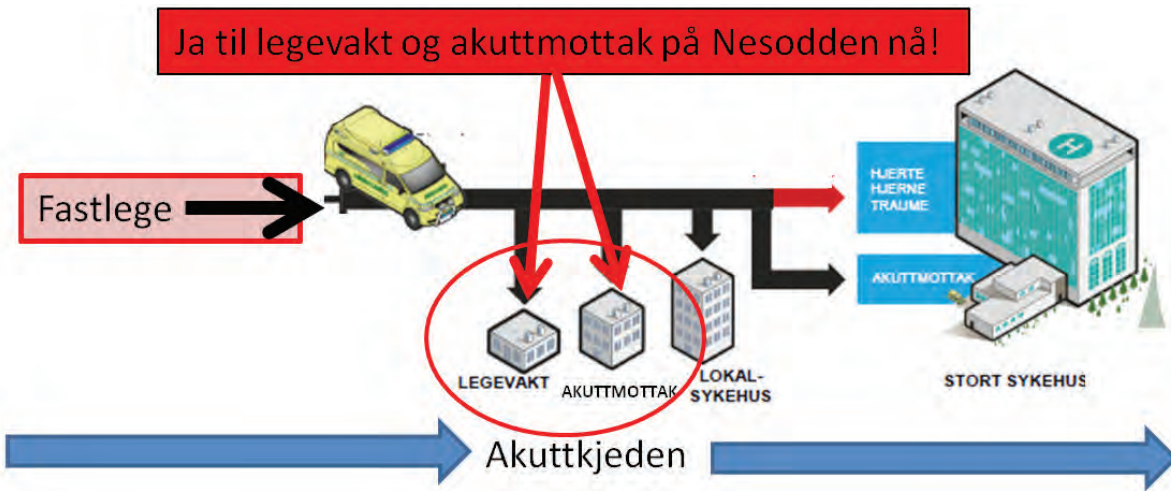 Ja til legevakt og akuttmottak på Nesodden nå!
Fastlege
HJERTE
HJERNE
TRAUME
AKUTTMOTTAK
H
LEGEVAKT
AKUTTMOTTAK
LOKAL-
SYKEHUS
STORT SYKEHUS
Akuttkjeden